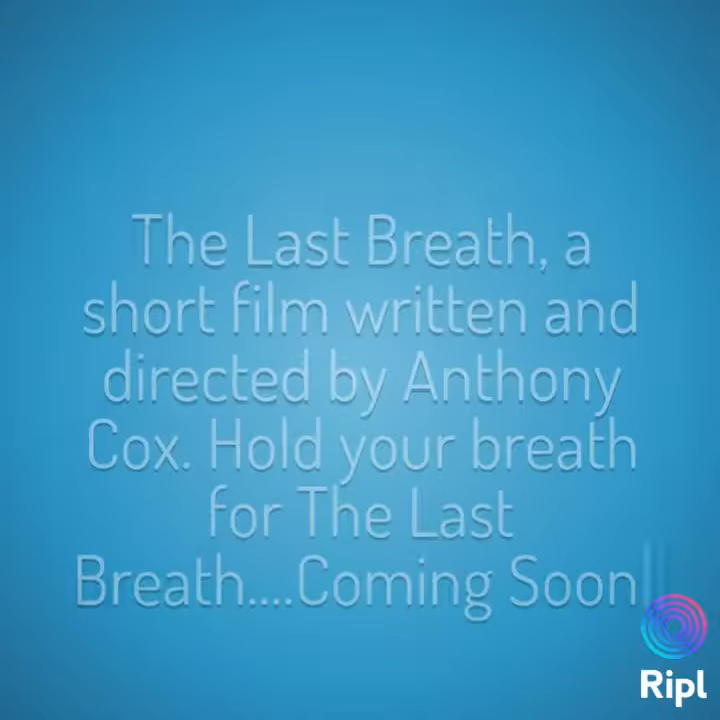 The Last Breath, a
short film written and
directed by Anthony
Cox. Hold your breath
for The Last
Breath....Coming Soon
Ripl